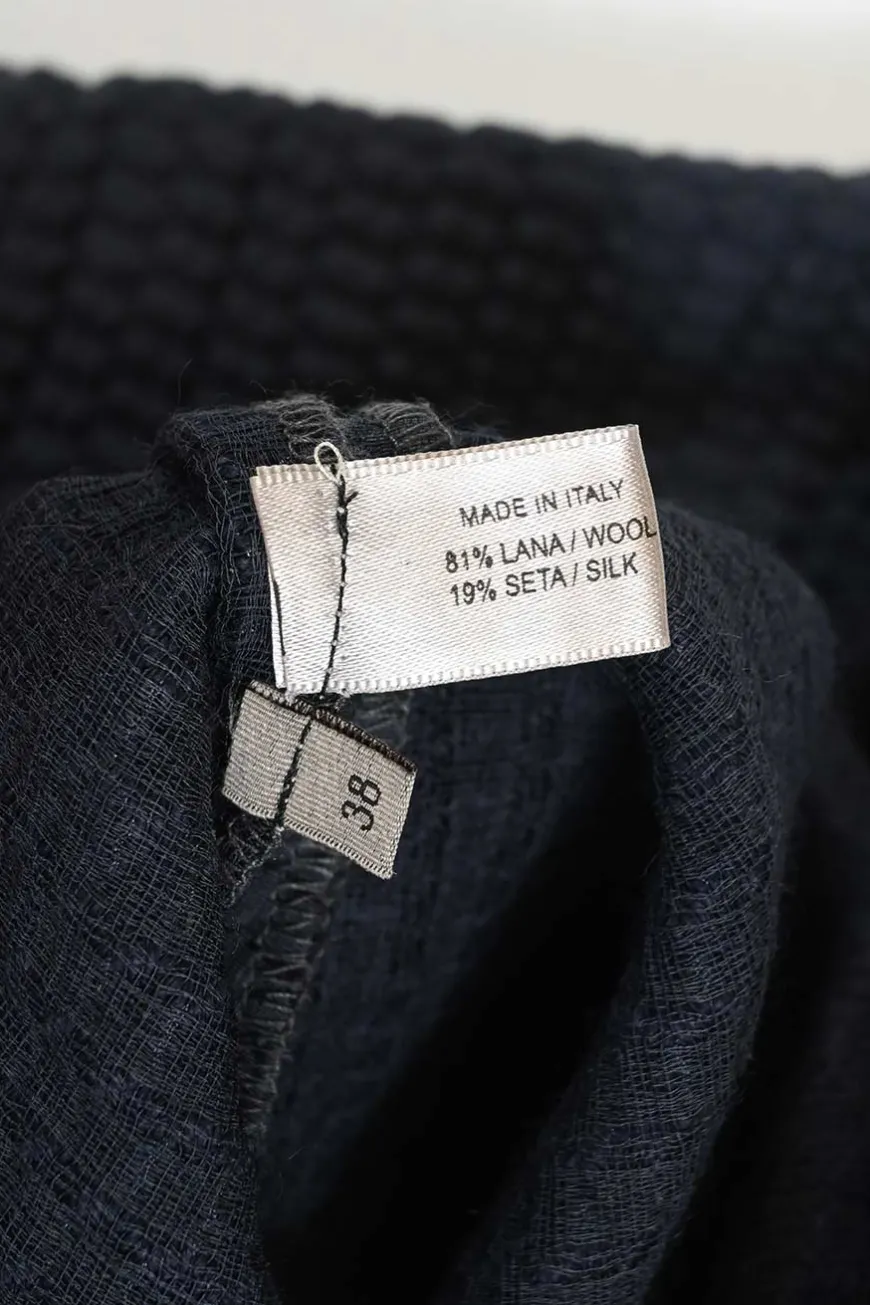 MADE IN ITALY
81% LANA / WOOL
19% SETA / SILK
38